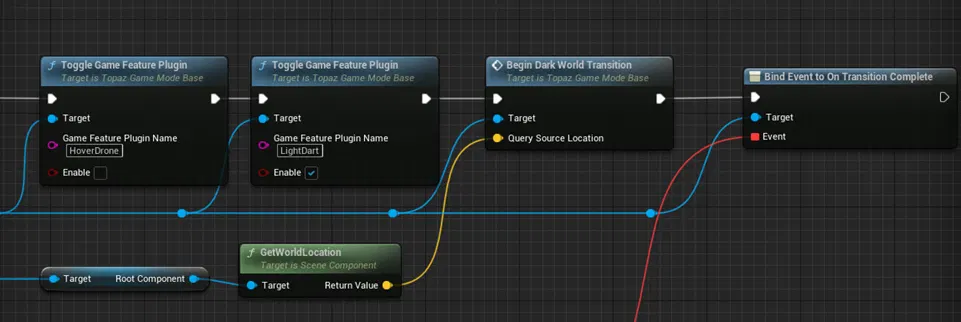 Toggle Game Feature Plugin
Target is Topaz Game Mode Base
Target
Game Feature Plugin Name
HoverDrone
Enable
Toggle Game Feature Plugin
Target is Topaz Game Mode Base
Target
Game Feature Plugin Name
LightDart
Enable
Begin Dark World Transition
Target is Topaz Game Mode Base
Target
Query Source Location
Bind Event to On Transition Complete
Target
Event
Target Root Component
GetWorldLocation
Target is Scene Component
Target Return Value